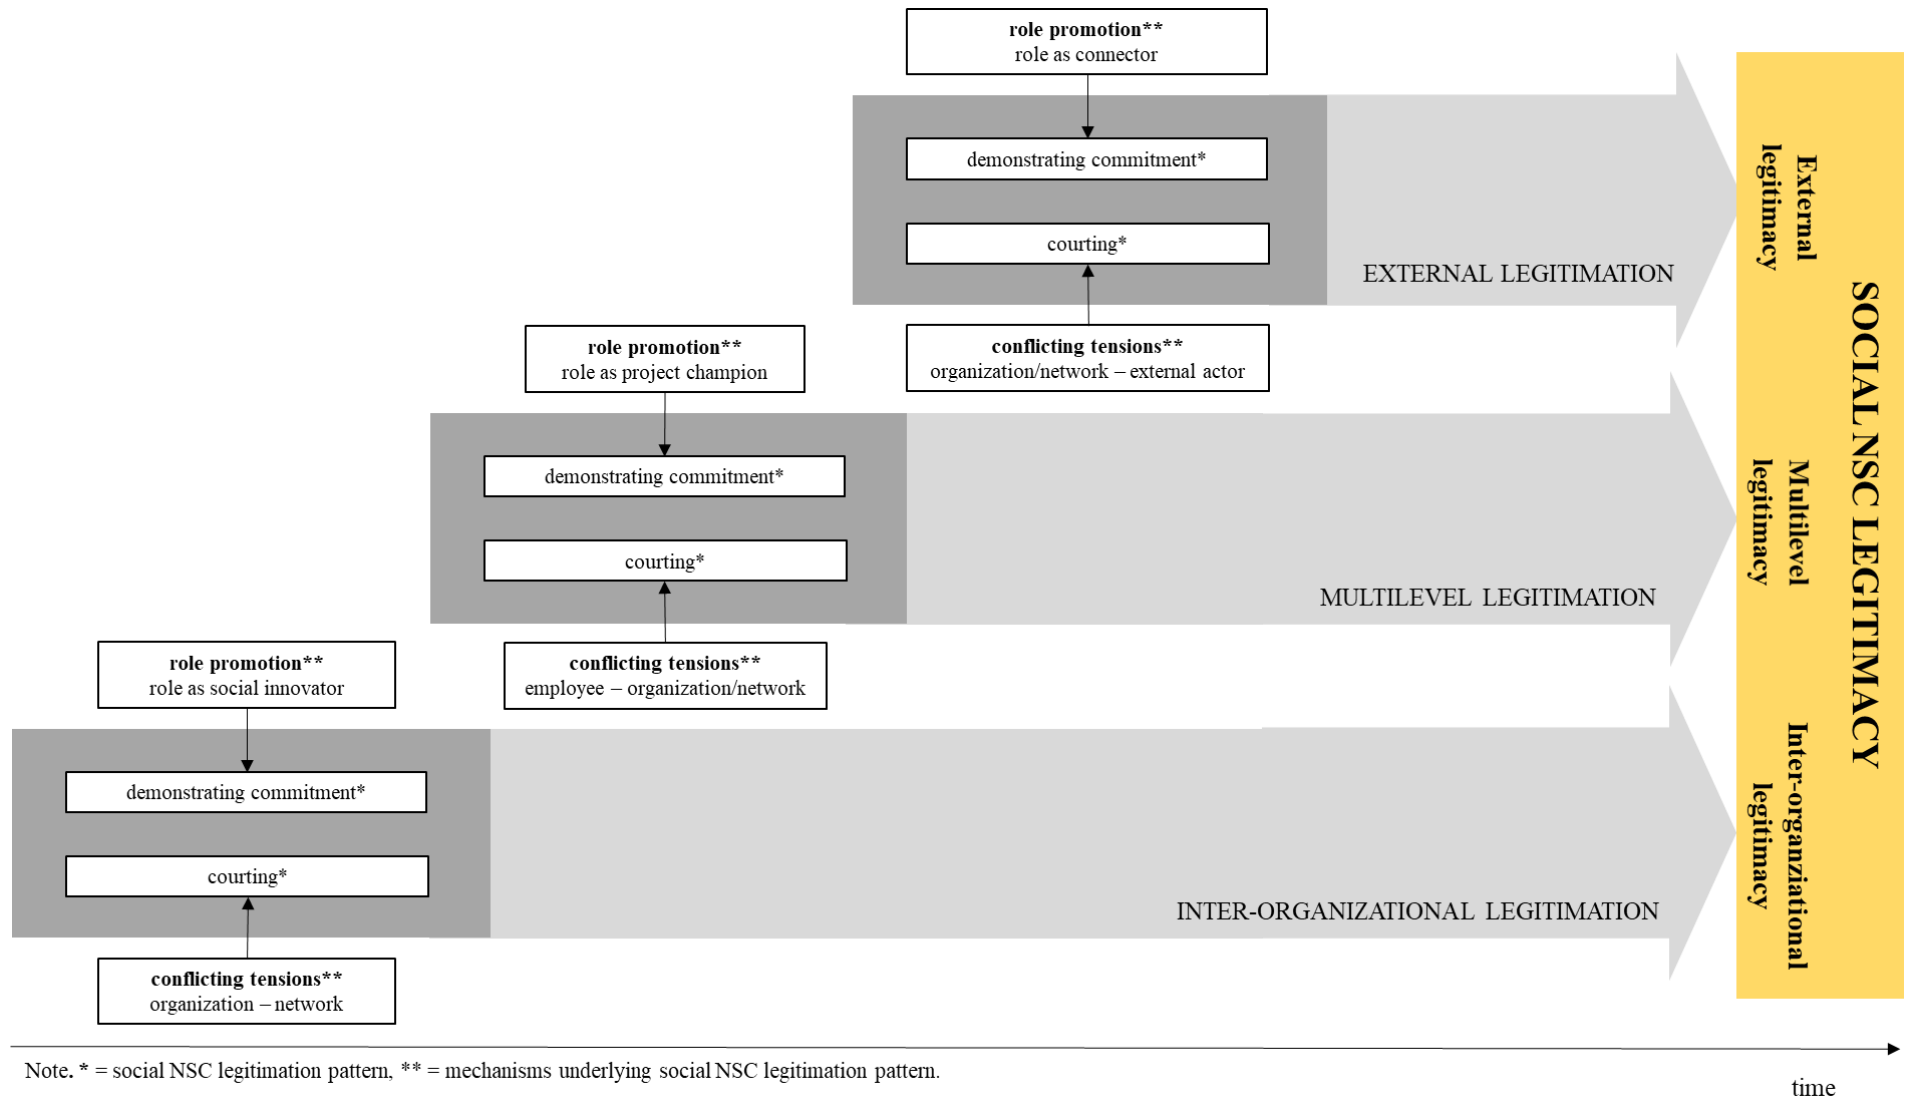 role promotion**
role as connector
demonstrating commitment*
courting*
EXTERNAL LEGITIMATION
conflicting tensions**
organization/network – external actor
role promotion**
role as project champion
demonstrating commitment*
courting*
MULTILEVEL LEGITIMATION
conflicting tensions**
employee – organization/network
role promotion**
role as social innovator
demonstrating commitment*
courting*
INTER-ORGANIZATIONAL LEGITIMATION
conflicting tensions**
organization – network
External
legitimacy
Multilevel
legitimacy
Inter-organziational
legitimacy
SOCIAL NSC LEGITIMACY
Note. * = social NSC legitimation pattern, ** = mechanisms underlying social NSC legitimation pattern.
time